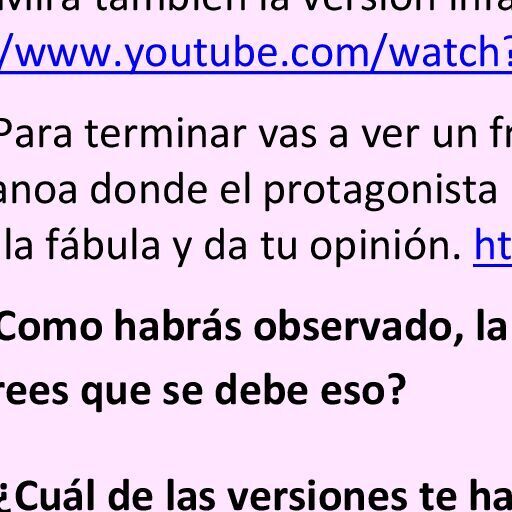 Mira también la versión infa
/www.youtube.com/watch?
Para terminar vas a ver un fr
anoa donde el protagonista
la fábula y da tu opinión. ht
Como habrás observado, la
rees que se debe eso?
¿Cuál de las versiones te ha